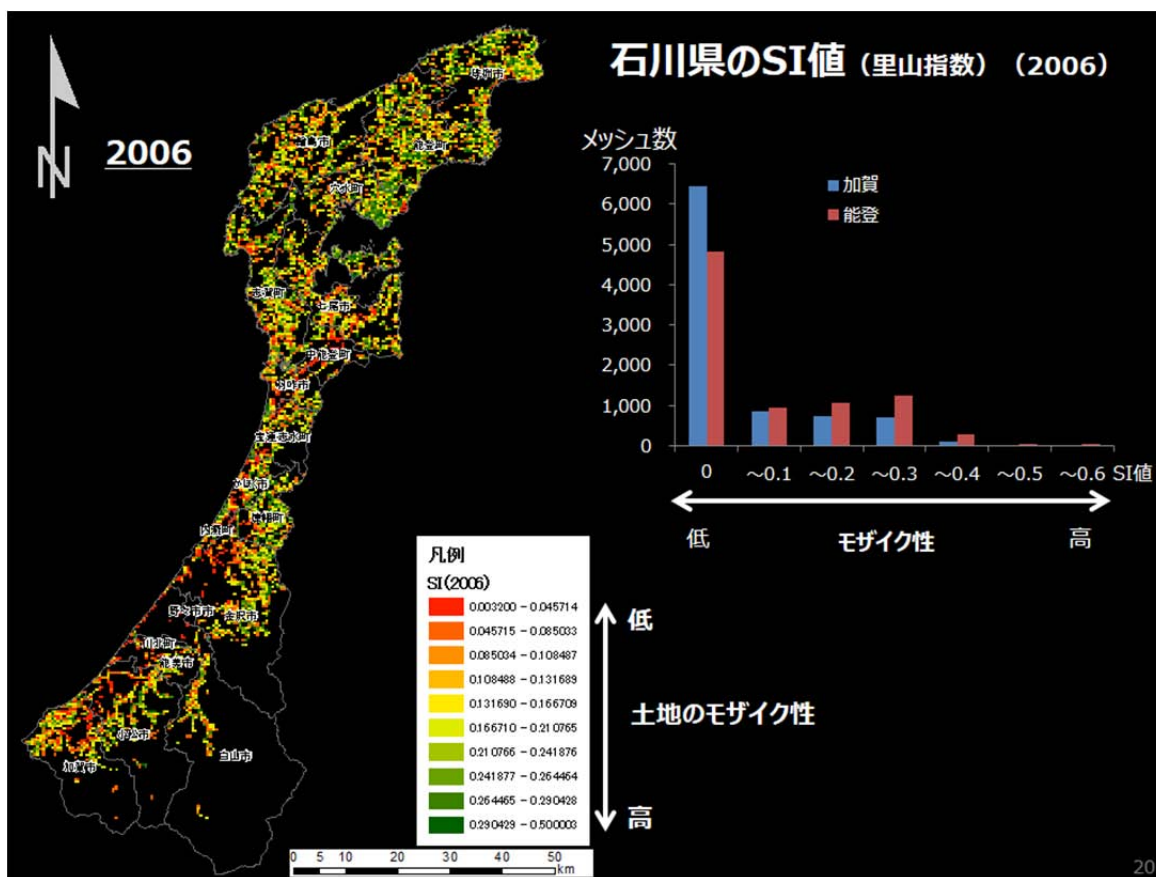 石川県のSI値（里山指数）（2006）
N
2006
珠洲市
輪島市
能登町
穴水町
志賀町
七尾市
中能登町
羽咋市
宝達志水町
かほく市
津幡町
内灘町
野々市市
金沢市
川北町
能美市
小松市
白山市
加賀市
メッシュ数
7,000
6,000
5,000
4,000
3,000
2,000
1,000
0
加賀
能登
0 ～0.1 ～0.2 ～0.3 ～0.4 ～0.5 ～0.6 SI値
低 モザイク性 高
凡例
SI(2006)
0.003200 - 0.045714
0.045715 - 0.085033
0.085034 - 0.108487
0.108488 - 0.131689
0.131690 - 0.166709
0.166710 - 0.210765
0.210766 - 0.241876
0.241877 - 0.264464
0.264465 - 0.290428
0.290429 - 0.500003
低
土地のモザイク性
高
0 5 10 20 30 40 50
km
20